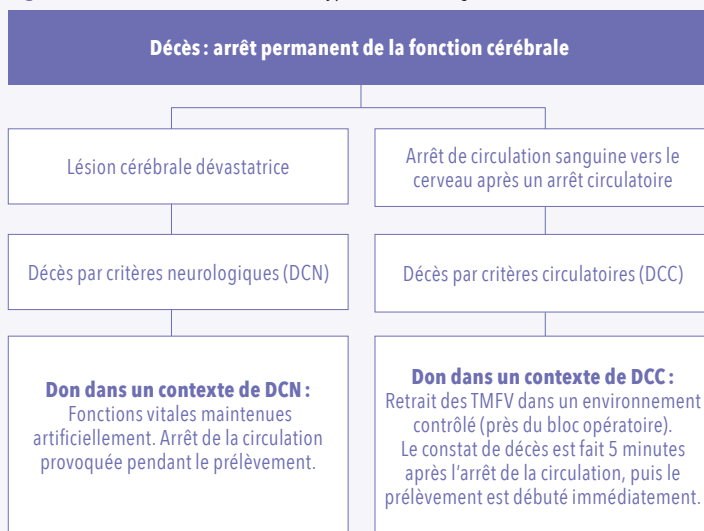 Décès : arrêt permanent de la fonction cérébrale
Lésion cérébrale dévastatrice
Arrêt de circulation sanguine vers le
cerveau après un arrêt circulatoire
Décès par critères neurologiques (DCN)
Décès par critères circulatoires (DCC)
Don dans un contexte de DCN :
Fonctions vitales maintenues
artificiellement. Arrêt de la circulation
provoquée pendant le prélèvement.
Don dans un contexte de DCC :
Retrait des TMFV dans un environnement
contrôlé (près du bloc opératoire).
Le constat de décès est fait 5 minutes
après l’arrêt de la circulation, puis le
prélèvement est débuté immédiatement.